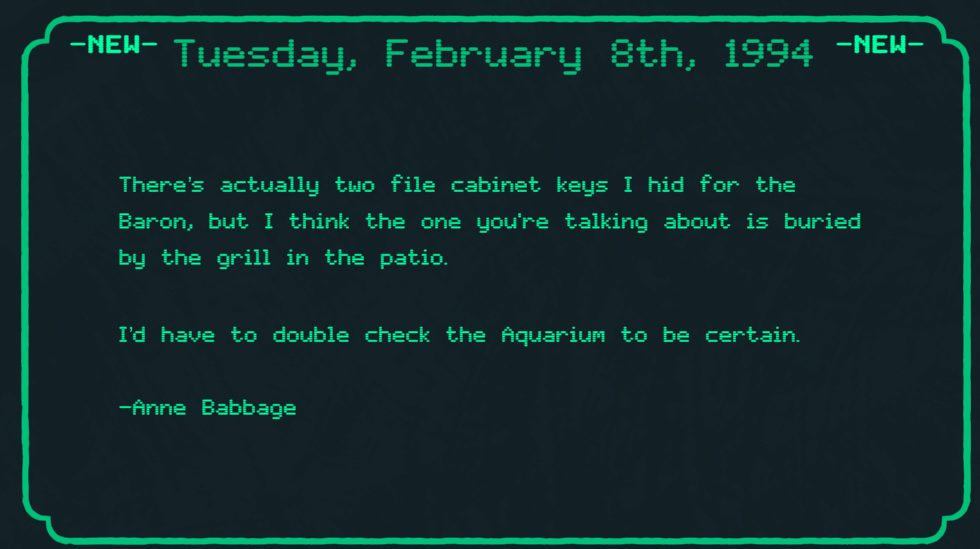 -NEW- Tuesday, February 8th, 1994 -NEW-
There's actually two file cabinet keys I hid for the
Baron, but I think the one you're talking about is buried
by the grill in the patio.
I'd have to double check the Aquarium to be certain.
-Anne Babbage